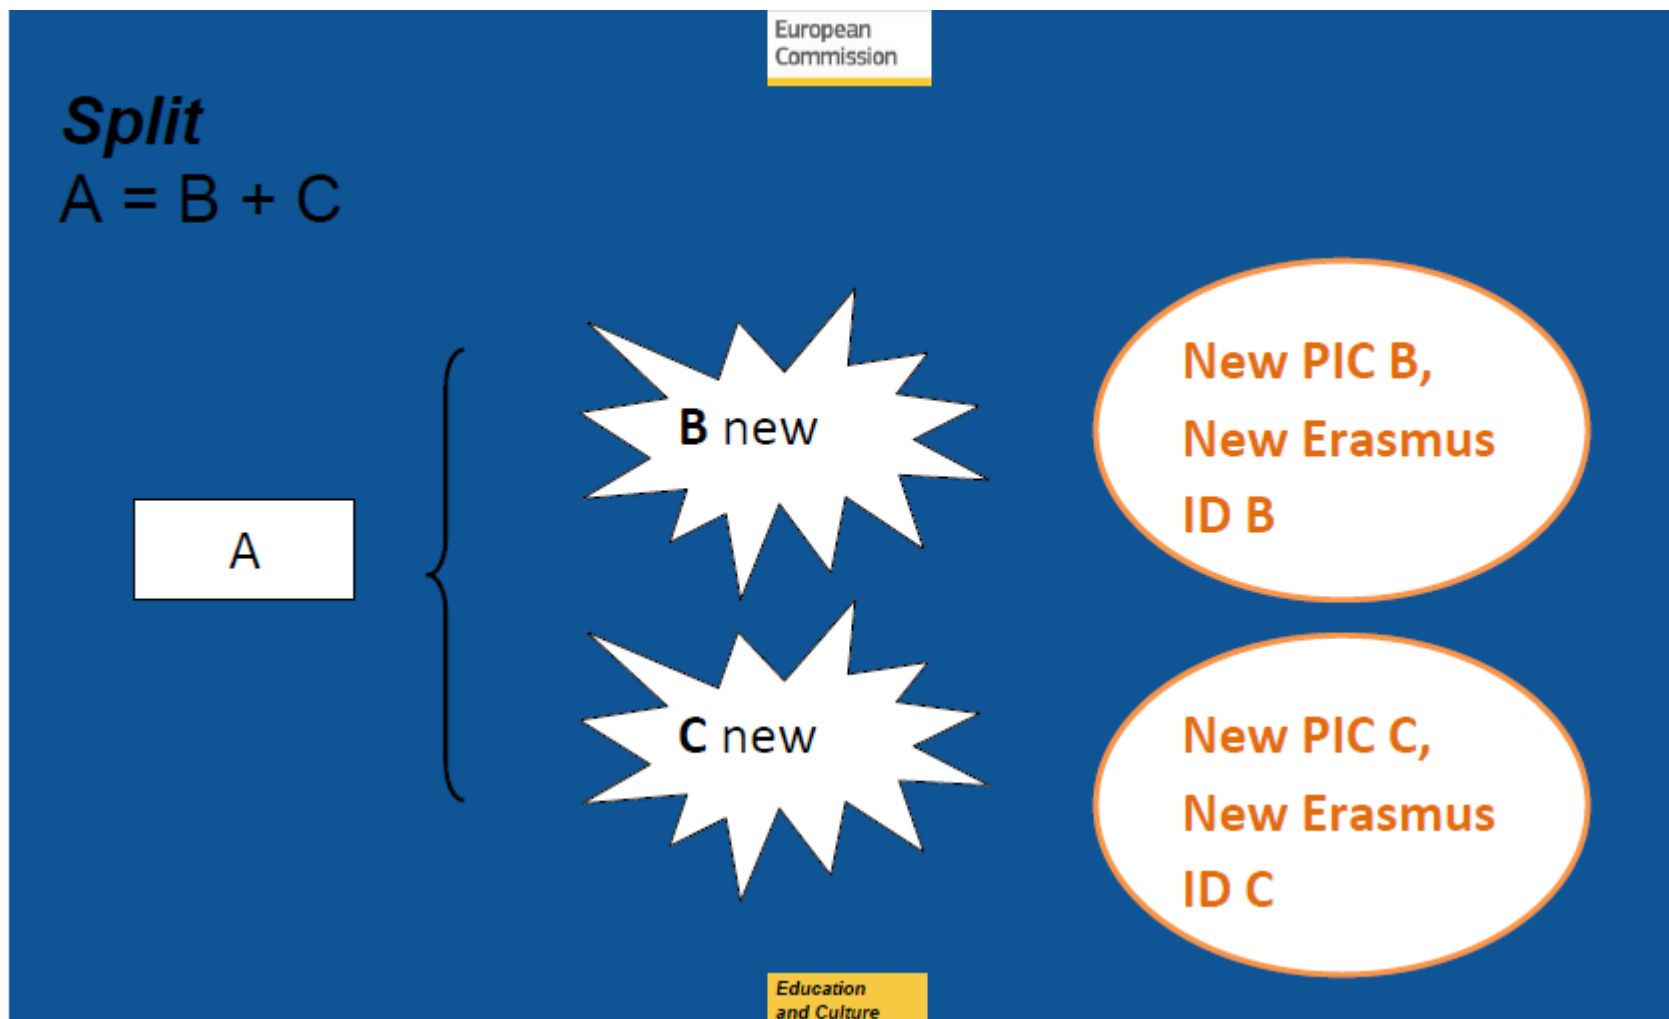 European
Commission
Split
A = B + C
A
B new
New PIC B,
New Erasmus
ID B
C new
New PIC C,
New Erasmus
ID C
Education
and Culture